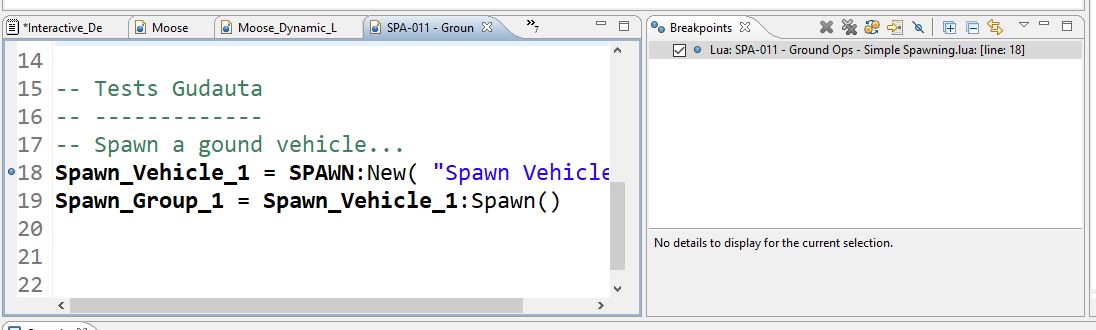 *Interactive_De
Moose
Moose_Dynamic_L
SPA-011 - Groun
»7
Breakpoints
14
15 -- Tests Gudauta
16 -- -------------
17 -- Spawn a gound vehicle...
18 Spawn_Vehicle_1 = SPAWN:New( "Spawn Vehicle
19 Spawn_Group_1 = Spawn_Vehicle_1:Spawn()
20
21
22
Lua: SPA-011 - Ground Ops - Simple Spawning.lua: [line: 18]
No details to display for the current selection.